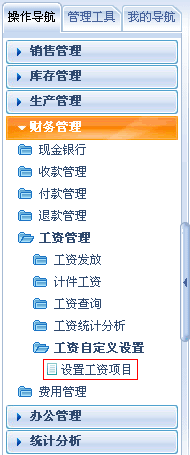 操作导航 管理工具 我的导航
销售管理
库存管理
生产管理
财务管理
现金银行
收款管理
付款管理
退款管理
工资管理
工资发放
计件工资
工资查询
工资统计分析
工资自定义设置
设置工资项目
费用管理
办公管理
统计分析